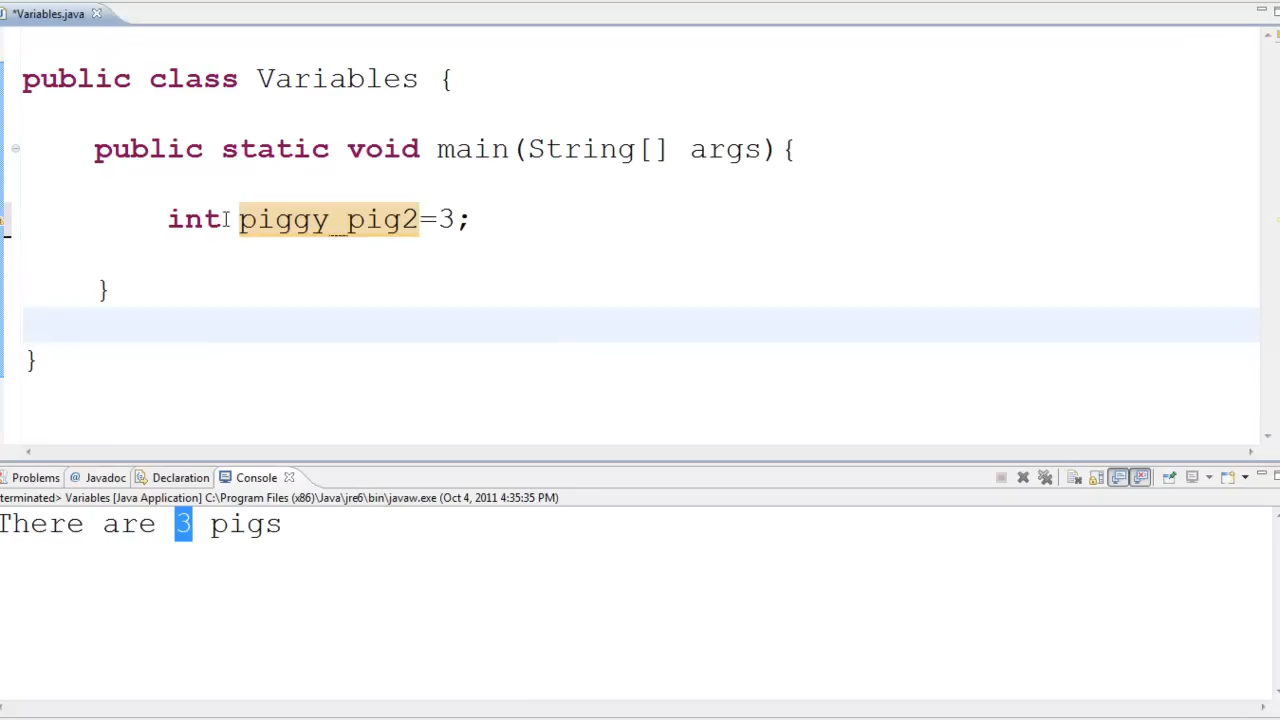 *Variables.java
public class Variables {
public static void main(String[] args){
int piggy_pig2=3;
}
}
Problems @ Javadoc Declaration Console
terminated> Variables [Java Application] C:\Program Files (x86)\Java\jre6\bin\javaw.exe (Oct 4, 2011 4:35:35 PM)
There are 3 pigs